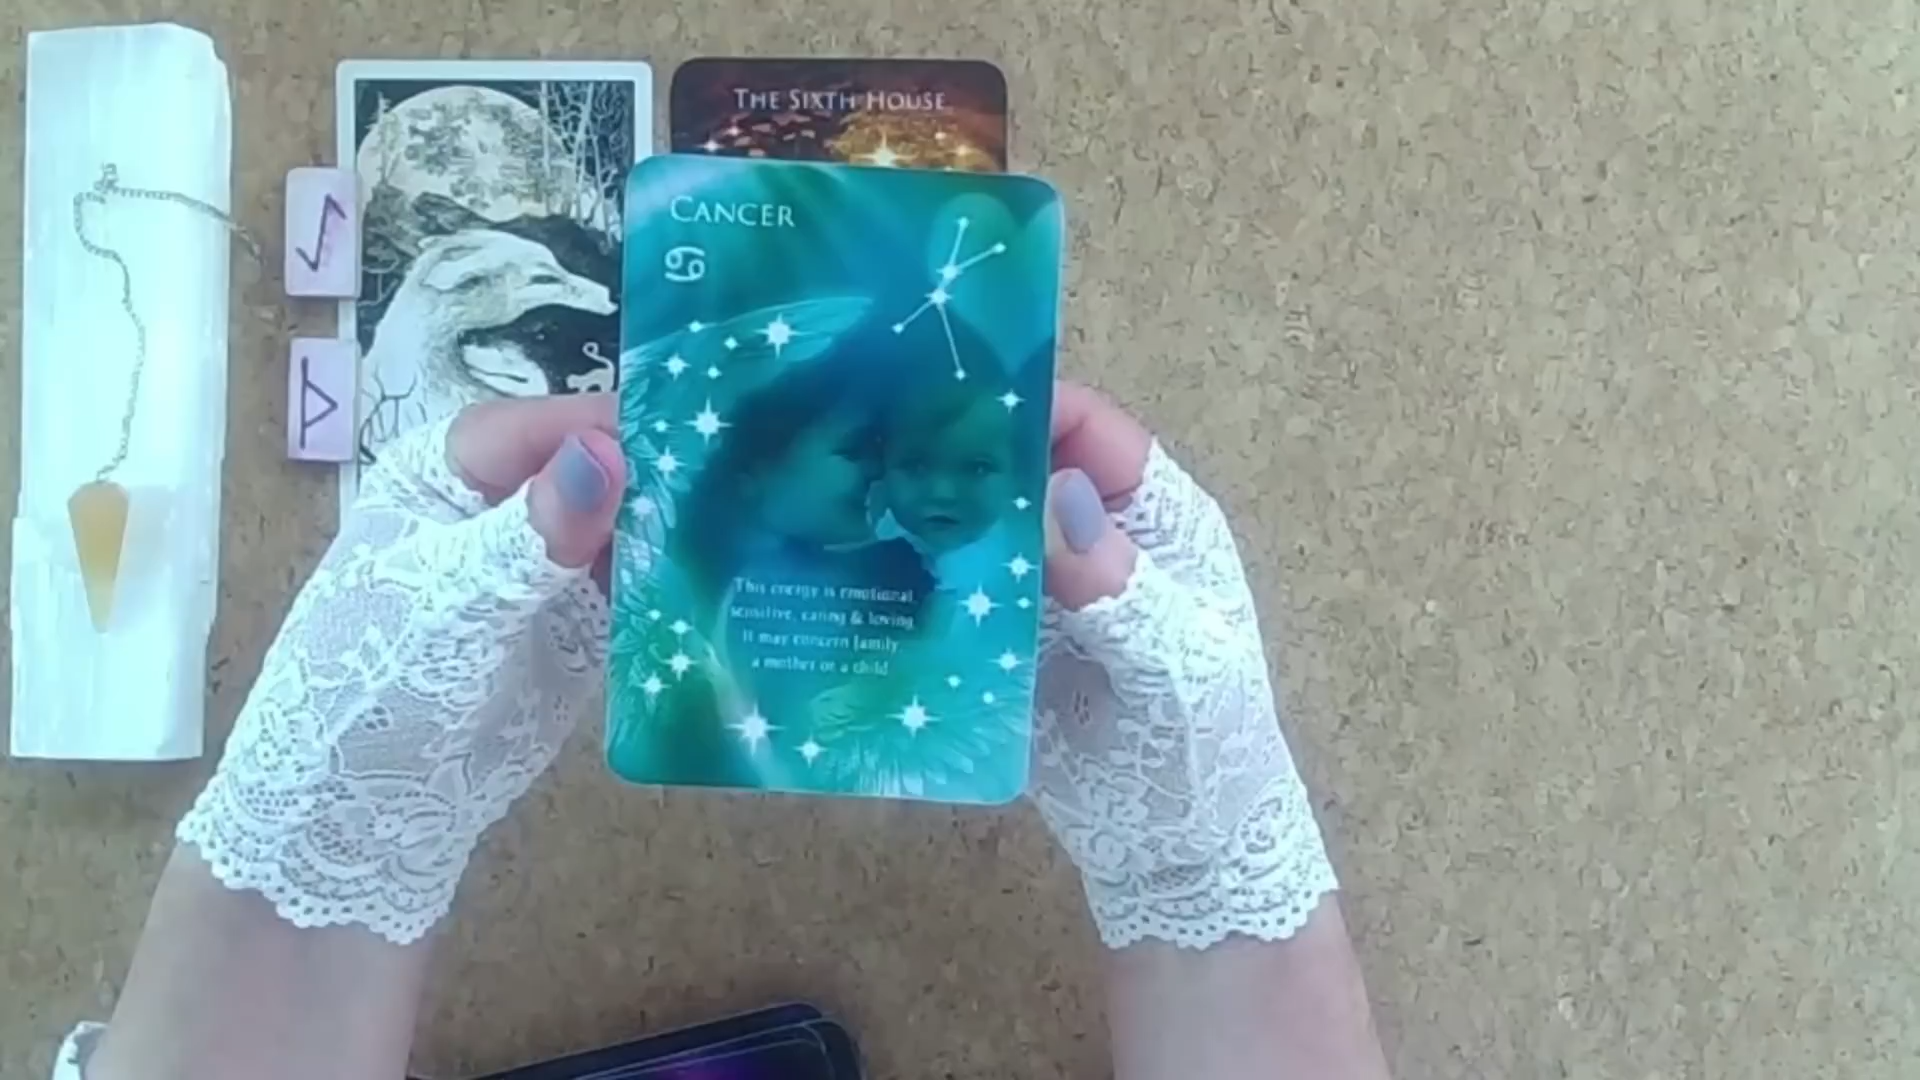 THE SIXTH HOUSE
CANCER
This energy is emotional,
sensitive, caring & loving.
It may concern family,
a mother or a child